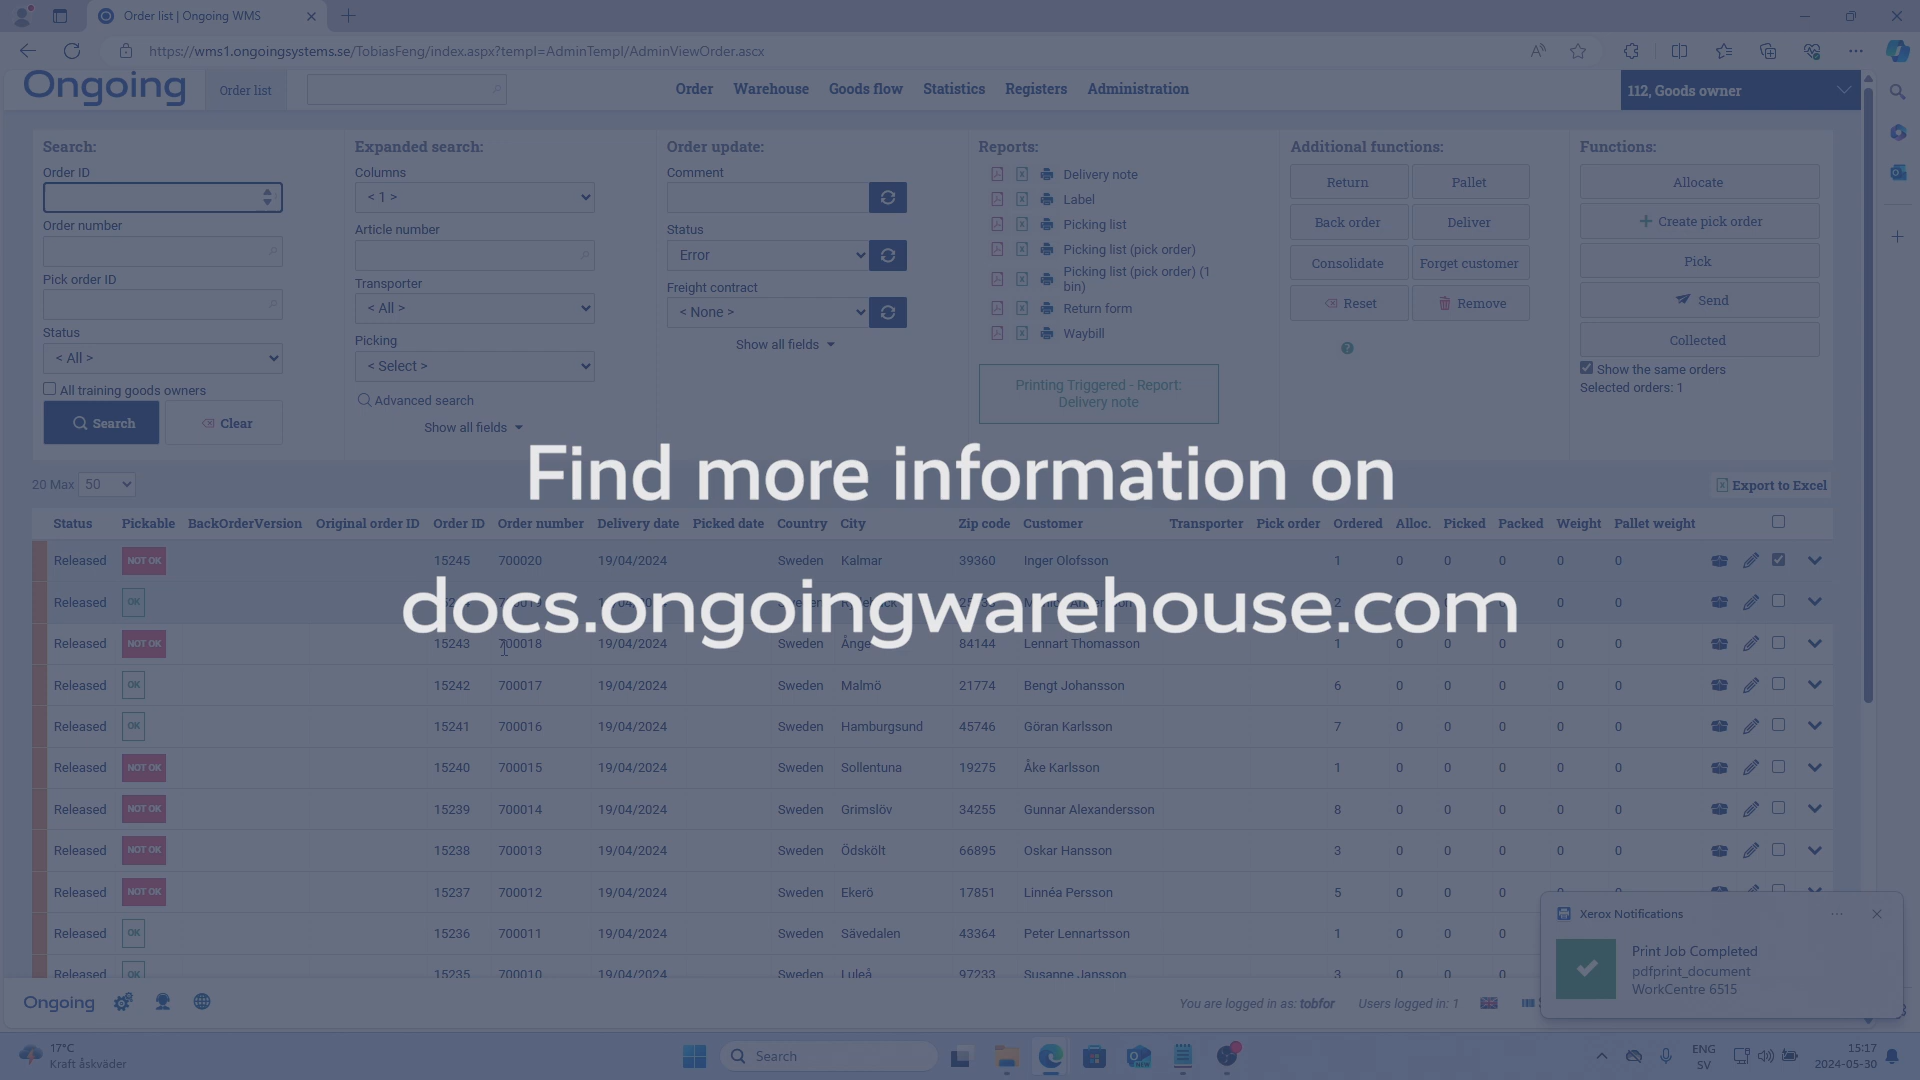 Order list | Ongoing WMS
https://wms1.ongoingsystems.se/TobiasFeng/index.aspx?templ=AdminTempl/AdminViewOrder.ascx
Ongoing
Order list
Order Warehouse Goods flow Statistics Registers Administration
112, Goods owner
Search:
Order ID
Order number
Pick order ID
Status
< All >
All training goods owners
Search Clear
Expanded search:
Columns
< 1 >
Article number
Transporter
< All >
Picking
< Select >
Advanced search
Show all fields
Order update:
Comment
Status
Error
Freight contract
< None >
Show all fields
Reports:
Delivery note
Label
Picking list
Picking list (pick order)
Picking list (pick order) (1
bin)
Return form
Waybill
Printing Triggered - Report:
Delivery note
Additional functions:
Return Pallet
Back order Deliver
Consolidate Forget customer
Reset Remove
Functions:
Allocate
Create pick order
Pick
Send
Collected
Show the same orders
Selected orders: 1
Find more information on
docs.ongoingwarehouse.com
20 Max 50
Export to Excel
Status Pickable BackOrderVersion Original order ID Order ID Order number Delivery date Picked date Country City Zip code Customer Transporter Pick order Ordered Alloc. Picked Packed Weight Pallet weight
Released NOT OK 15245 700020 19/04/2024 Sweden Kalmar 39360 Inger Olofsson 1 0 0 0 0 0
Released OK
Released NOT OK 15243 700018 19/04/2024 Sweden Ånge 84144 Lennart Thomasson 1 0 0 0 0 0
Released OK 15242 700017 19/04/2024 Sweden Malmö 21774 Bengt Johansson 6 0 0 0 0 0
Released OK 15241 700016 19/04/2024 Sweden Hamburgsund 45746 Göran Karlsson 7 0 0 0 0 0
Released NOT OK 15240 700015 19/04/2024 Sweden Sollentuna 19275 Åke Karlsson 1 0 0 0 0 0
Released NOT OK 15239 700014 19/04/2024 Sweden Grimslöv 34255 Gunnar Alexandersson 8 0 0 0 0 0
Released NOT OK 15238 700013 19/04/2024 Sweden Ödskölt 66895 Oskar Hansson 3 0 0 0 0 0
Released NOT OK 15237 700012 19/04/2024 Sweden Ekerö 17851 Linnéa Persson 5 0 0 0
Released OK 15236 700011 19/04/2024 Sweden Sävedalen 43364 Peter Lennartsson 1 0 0 0
Released OK 15235 700010 19/04/2024 Sweden Luleå 97233 Susanne Jansson 3 0 0 0
Xerox Notifications
Print Job Completed
pdfprint_document
WorkCentre 6515
Ongoing
You are logged in as: tobfor Users logged in: 1
17°C
Kraft åskväder
Search
ENG
SV
15:17
2024-05-30